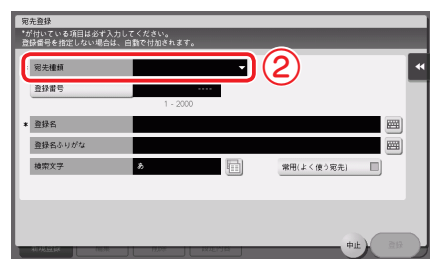 宛先登録
*が付いている項目は必ず入力してください。
登録番号を指定しない場合は、自動で付加されます。
宛先種類
②
登録番号
----
1 - 2000
* 登録名
登録名ふりがな
検索文字 あ 常用(よく使う宛先)
中止 登録
新規登録